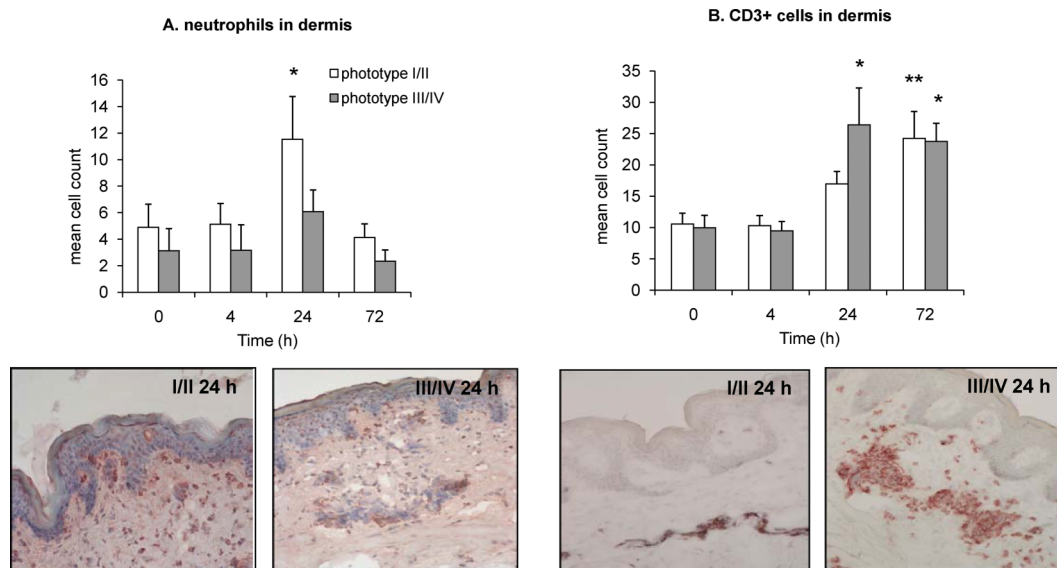 A. neutrophils in dermis
*
phototype I/II
phototype III/IV
16
14
12
10
8
6
4
2
0
mean cell count
0 4 24 72
Time (h)
B. CD3+ cells in dermis
* ** *
35
30
25
20
15
10
5
0
mean cell count
0 4 24 72
Time (h)
I/II 24 h
III/IV 24 h
I/II 24 h
III/IV 24 h